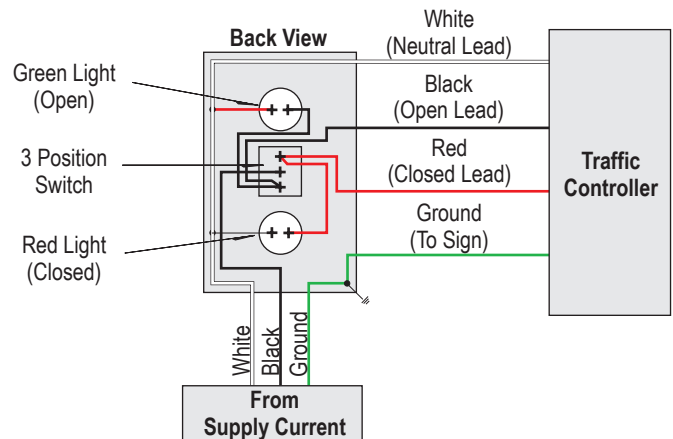 Back View
Green Light
(Open)
3 Position
Switch
Red Light
(Closed)
White
(Neutral Lead)
Black
(Open Lead)
Red
(Closed Lead)
Ground
(To Sign)
Traffic
Controller
White
Black
Ground
From
Supply Current